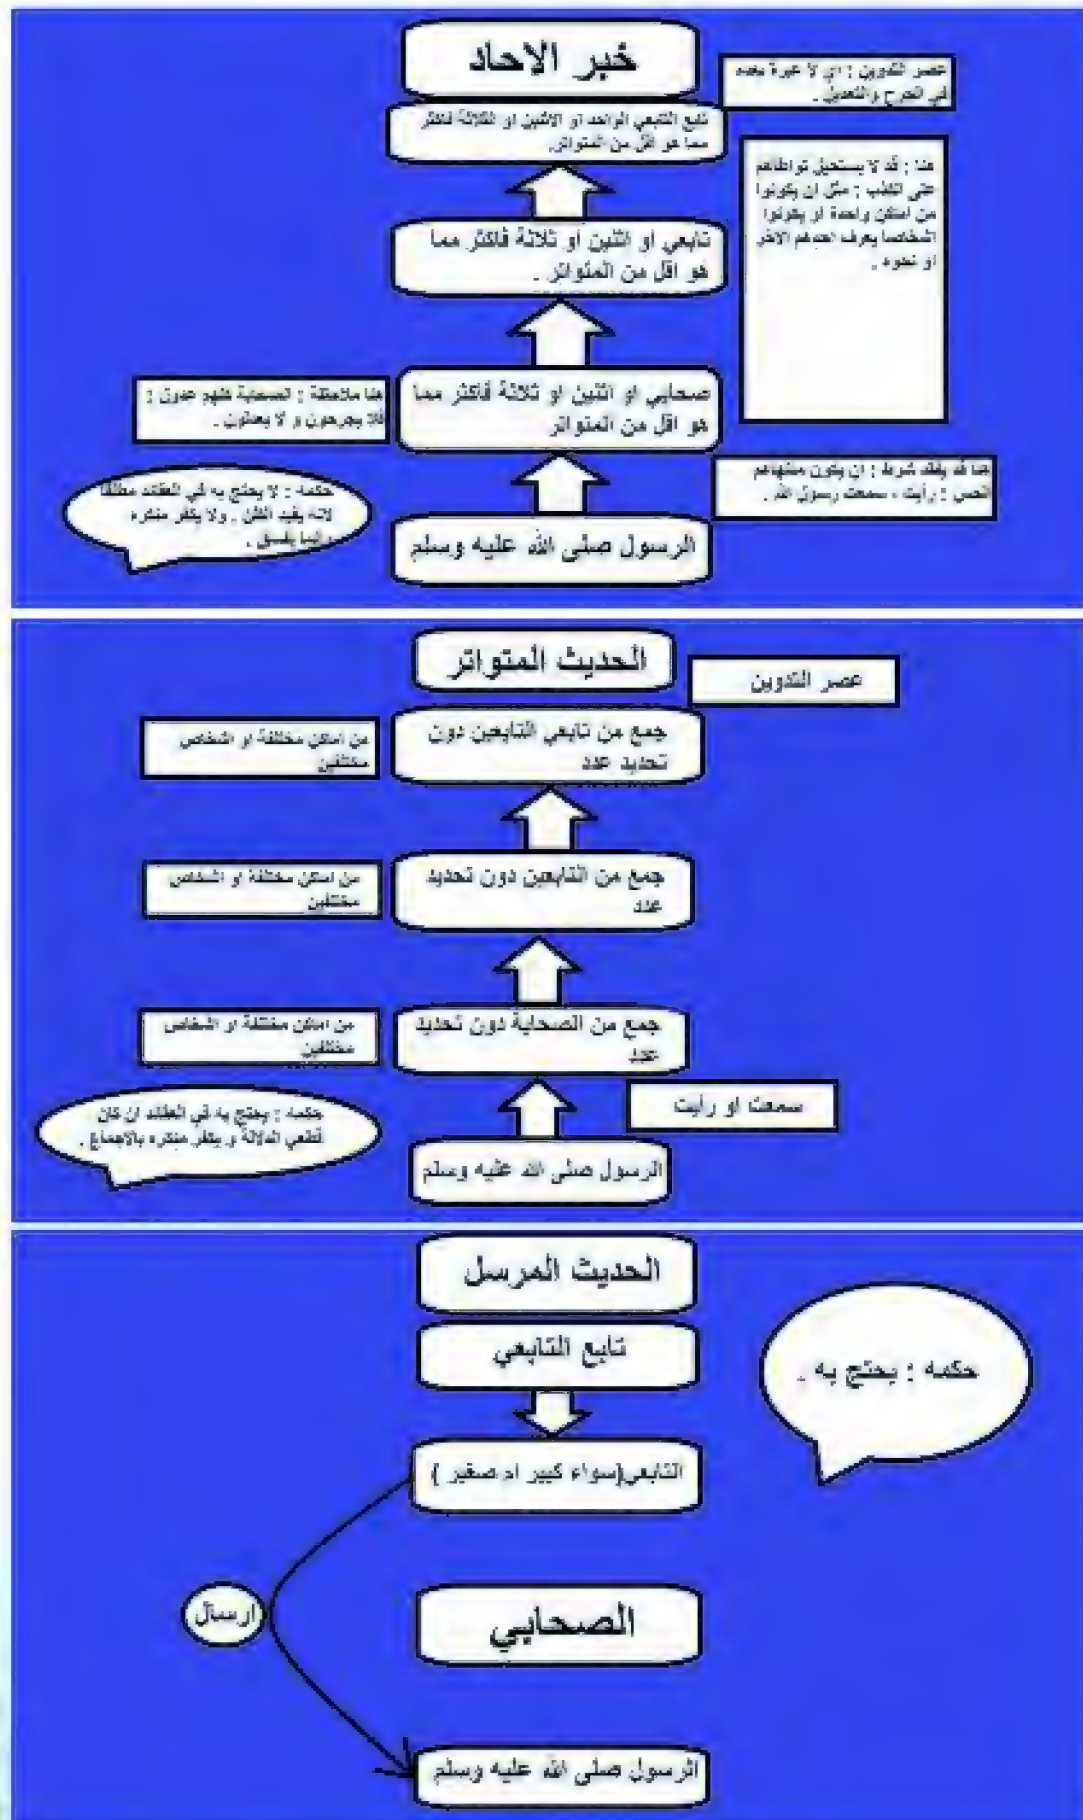 خبر الاحاد
عصر التدوين : اي لا عبرة بعده
في الجرح والتعديل .
تابع التابعي الواحد او الاثنين او الثلاثة فاكثر
مما هو اقل من المتواتر.
هنا : قد لا يستحيل تواطأهم
على الكذب : مثل ان يكونوا
من اماكن واحدة او يكونوا
اشخاصا يعرف احدهم الاخر
او نحوه .
تابعي او اثنين او ثلاثة فاكثر مما
هو اقل من المتواتر .
صحابي او اثنين او ثلاثة فاكثر مما
هو اقل من المتواتر
هنا ملاحظة : الصحابة كلهم عدول :
فلا يجرحون و لا يعدلون .
هنا قد يفقد شرط : ان يكون منتهاهم
الحس : رأيت ، سمعت رسول الله .
حكمه : لا يحتج به في العقائد مطلقا
لانه يفيد الظن . ولا يكفر منكره
وانما يفسق .
الرسول صلى الله عليه وسلم
الحديث المتواتر
عصر التدوين
جمع من تابعي التابعين دون
تحديد عدد
من اماكن مختلفة او اشخاص
مختلفين
جمع من التابعين دون تحديد
عدد
من اماكن مختلفة او اشخاص
مختلفين
جمع من الصحابة دون تحديد
عدد
من اماكن مختلفة او اشخاص
مختلفين
سمعت او رأيت
حكمه : يحتج به في العقائد ان كان
قطعي الدلالة و يكفر منكره بالاجماع .
الرسول صلى الله عليه وسلم
الحديث المرسل
تابع التابعي
حكمه : يحتج به .
التابعي(سواء كبير ام صغير )
الصحابي
ارسال
الرسول صلى الله عليه وسلم